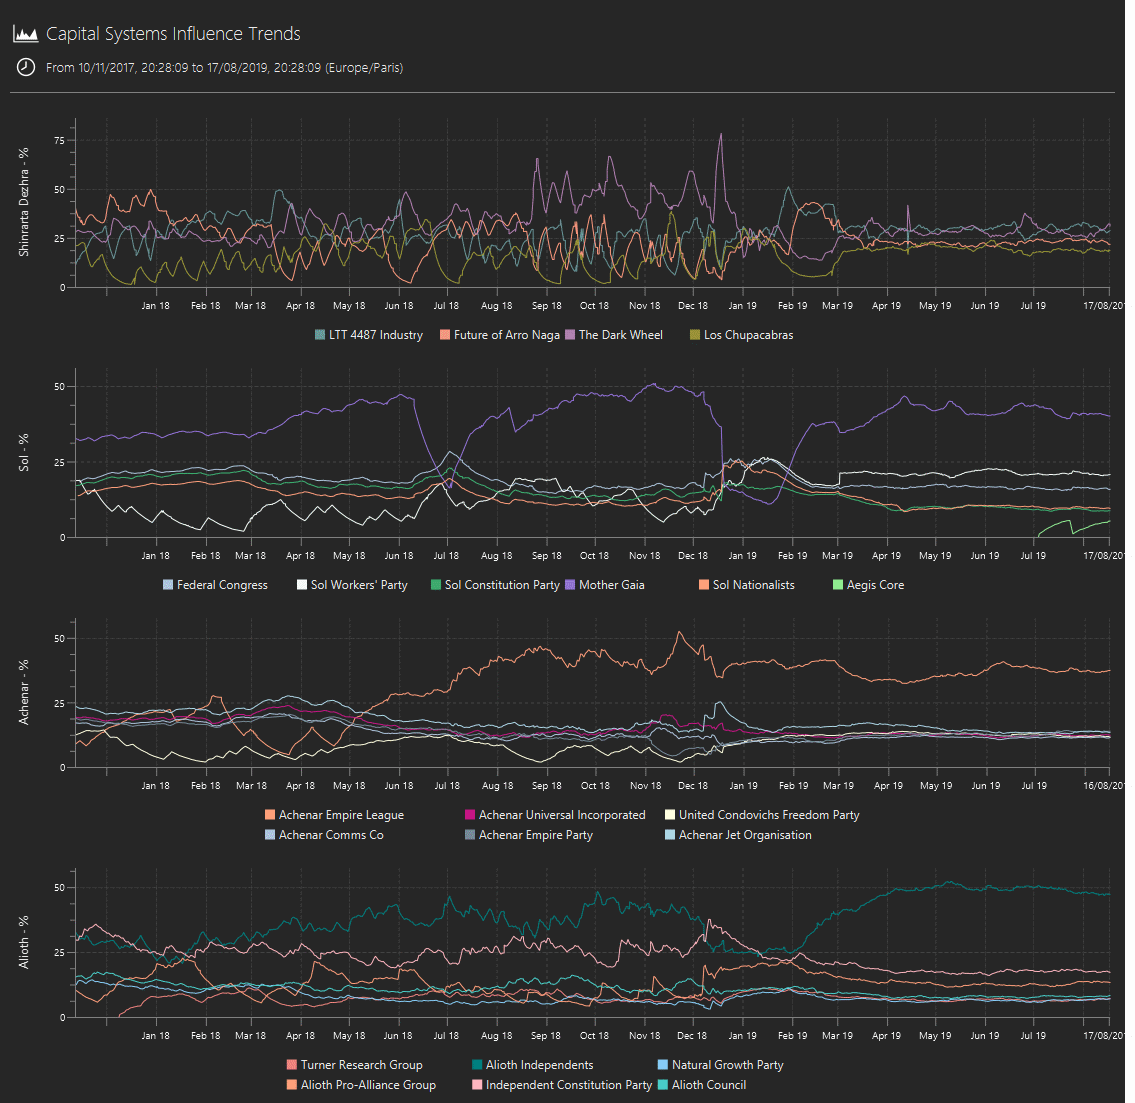 Capital Systems Influence Trends
From 10/11/2017, 20:28:09 to 17/08/2019, 20:28:09 (Europe/Paris)
Shinrarta Dezhra - %
75
50
25
0
Jan 18 Feb 18 Mar 18 Apr 18 May 18 Jun 18 Jul 18 Aug 18 Sep 18 Oct 18 Nov 18 Dec 18 Jan 19 Feb 19 Mar 19 Apr 19 May 19 Jun 19 Jul 19 17/08/201
LTT 4487 Industry Future of Arro Naga The Dark Wheel Los Chupacabras
Sol - %
50
25
0
Jan 18 Feb 18 Mar 18 Apr 18 May 18 Jun 18 Jul 18 Aug 18 Sep 18 Oct 18 Nov 18 Dec 18 Jan 19 Feb 19 Mar 19 Apr 19 May 19 Jun 19 Jul 19 17/08/201
Federal Congress Sol Workers' Party Sol Constitution Party Mother Gaia Sol Nationalists Aegis Core
Achenar - %
50
25
0
Jan 18 Feb 18 Mar 18 Apr 18 May 18 Jun 18 Jul 18 Aug 18 Sep 18 Oct 18 Nov 18 Dec 18 Jan 19 Feb 19 Mar 19 Apr 19 May 19 Jun 19 Jul 19 16/08/201
Achenar Empire League Achenar Universal Incorporated United Condovichs Freedom Party
Achenar Comms Co Achenar Empire Party Achenar Jet Organisation
Alioth - %
50
25
0
Jan 18 Feb 18 Mar 18 Apr 18 May 18 Jun 18 Jul 18 Aug 18 Sep 18 Oct 18 Nov 18 Dec 18 Jan 19 Feb 19 Mar 19 Apr 19 May 19 Jun 19 Jul 19 17/08/201
Turner Research Group Alioth Independents Natural Growth Party
Alioth Pro-Alliance Group Independent Constitution Party Alioth Council